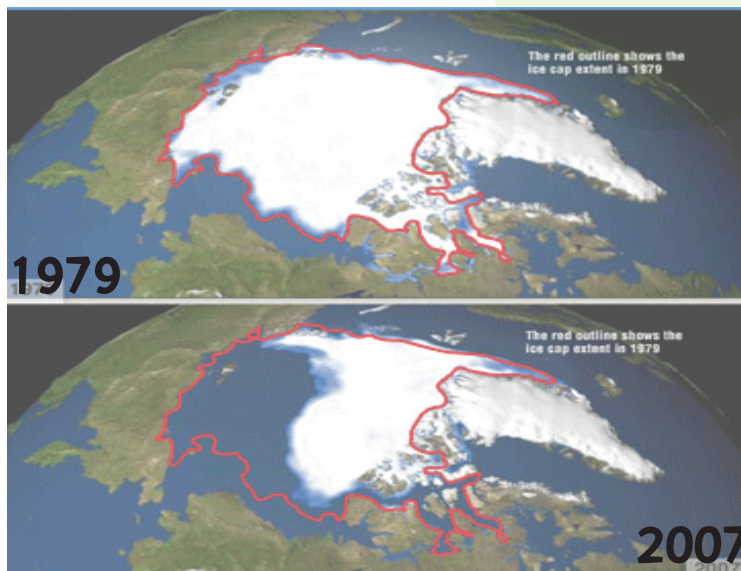 The red outline shows the
ice cap extent in 1979
1979
The red outline shows the
ice cap extent in 1979
2007
2007